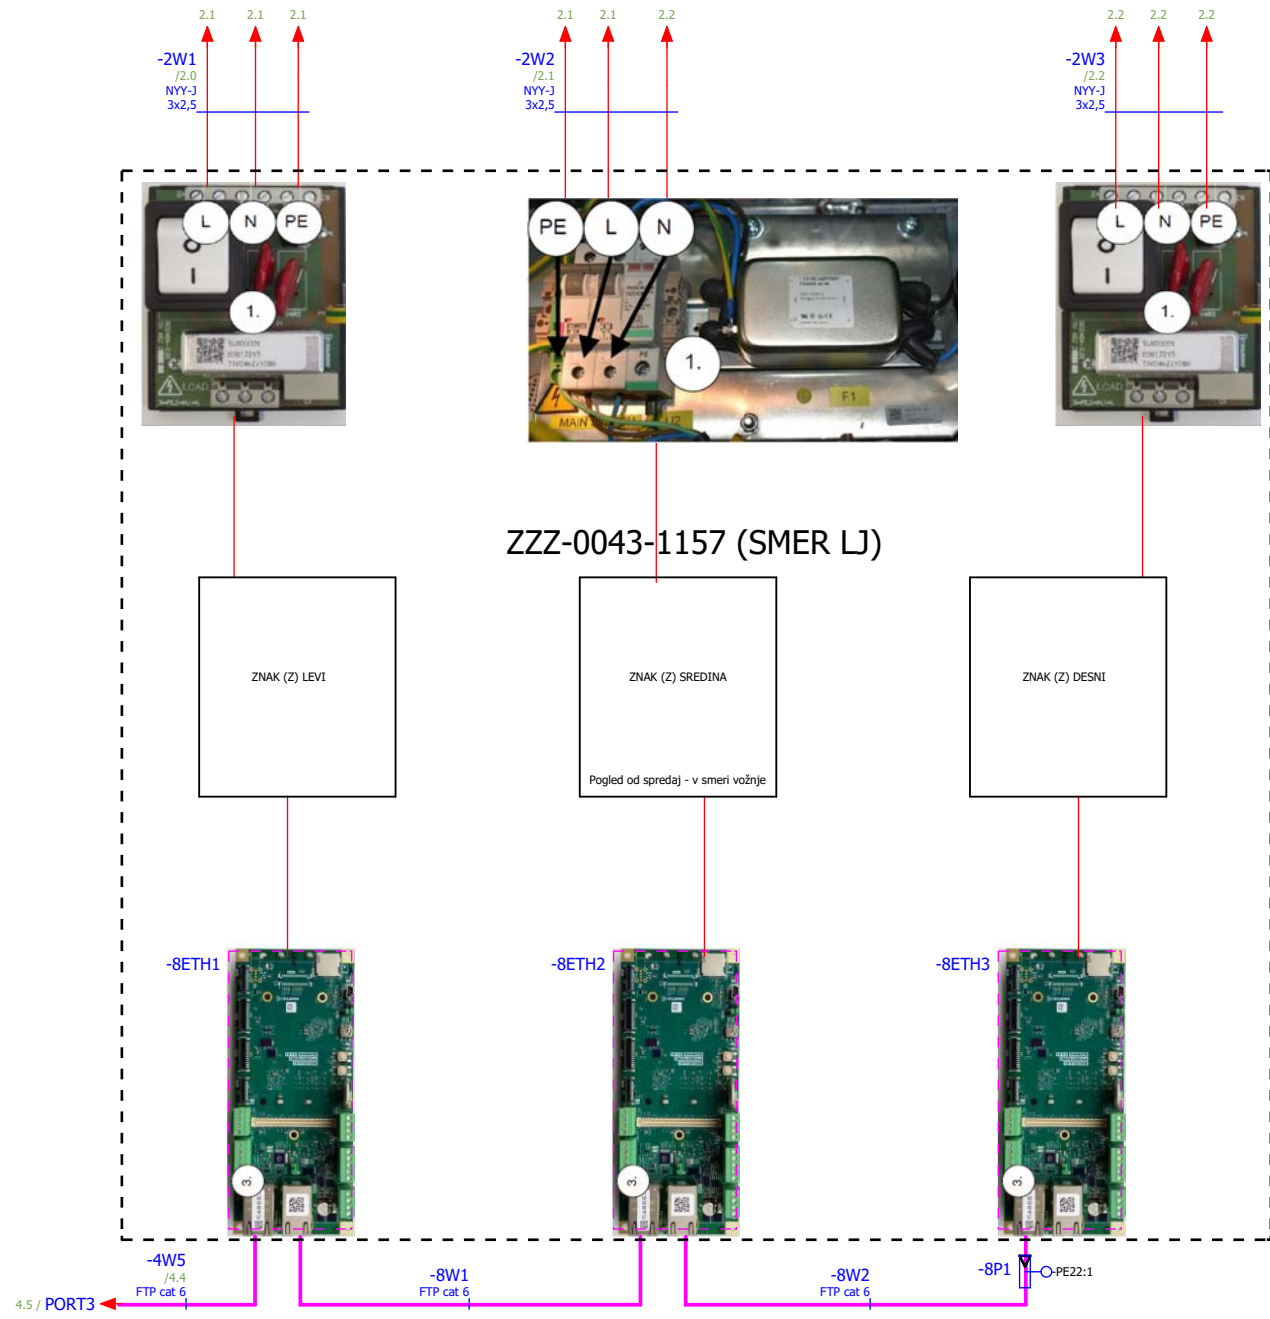 2.1 2.1 2.1
2.1 2.1 2.2
2.2 2.2 2.2
-2W1
/2.0
NYY-J
3x2,5
-2W2
/2.1
NYY-J
3x2,5
-2W3
/2.2
NYY-J
3x2,5
L N PE
O
I
1.
LOAD
PE L N
1.
F1
MAIN
L N PE
O
I
1.
LOAD
ZZZ-0043-1157 (SMER LJ)
ZNAK (Z) LEVI
ZNAK (Z) SREDINA
Pogled od spredaj - v smeri vožnje
ZNAK (Z) DESNI
-8ETH1
3.
-8ETH2
3.
-8ETH3
3.
-4W5
/4.4
FTP cat 6
4.5 / PORT3
-8W1
FTP cat 6
-8W2
FTP cat 6
-8P1
-PE22:1